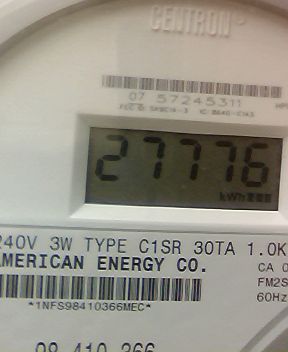 CENTRON®
07 57245311
27776
kWh
240V 3W TYPE C1SR 30TA 1.0K
AMERICAN ENERGY CO.
CA 0
FM2S
60Hz
*1NFS98410366MEC*
98 410 366